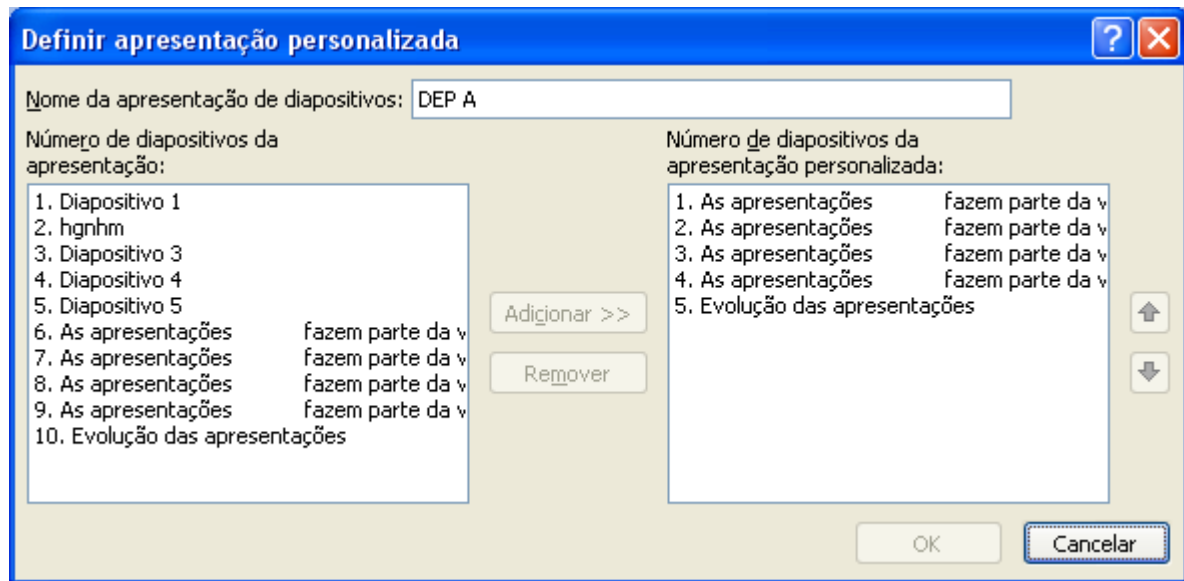 Definir apresentação personalizada
Nome da apresentação de diapositivos: DEP A
Número de diapositivos da
apresentação:
1. Diapositivo 1
2. hgnhm
3. Diapositivo 3
4. Diapositivo 4
5. Diapositivo 5
6. As apresentações fazem parte da v
7. As apresentações fazem parte da v
8. As apresentações fazem parte da v
9. As apresentações fazem parte da v
10. Evolução das apresentações
Adicionar >>
Remover
Número de diapositivos da
apresentação personalizada:
1. As apresentações fazem parte da v
2. As apresentações fazem parte da v
3. As apresentações fazem parte da v
4. As apresentações fazem parte da v
5. Evolução das apresentações
OK
Cancelar